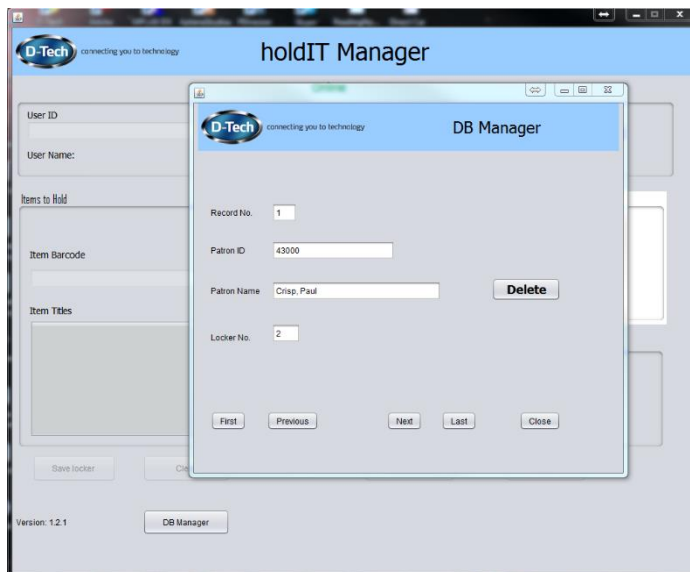 D-Tech connecting you to technology holdIT Manager
Online
User ID
User Name:
Items to Hold
Item Barcode
Item Titles
Save locker
Version: 1.2.1 DB Manager
D-Tech connecting you to technology DB Manager
Record No. 1
Patron ID 43000
Patron Name Crisp, Paul Delete
Locker No. 2
First Previous Next Last Close